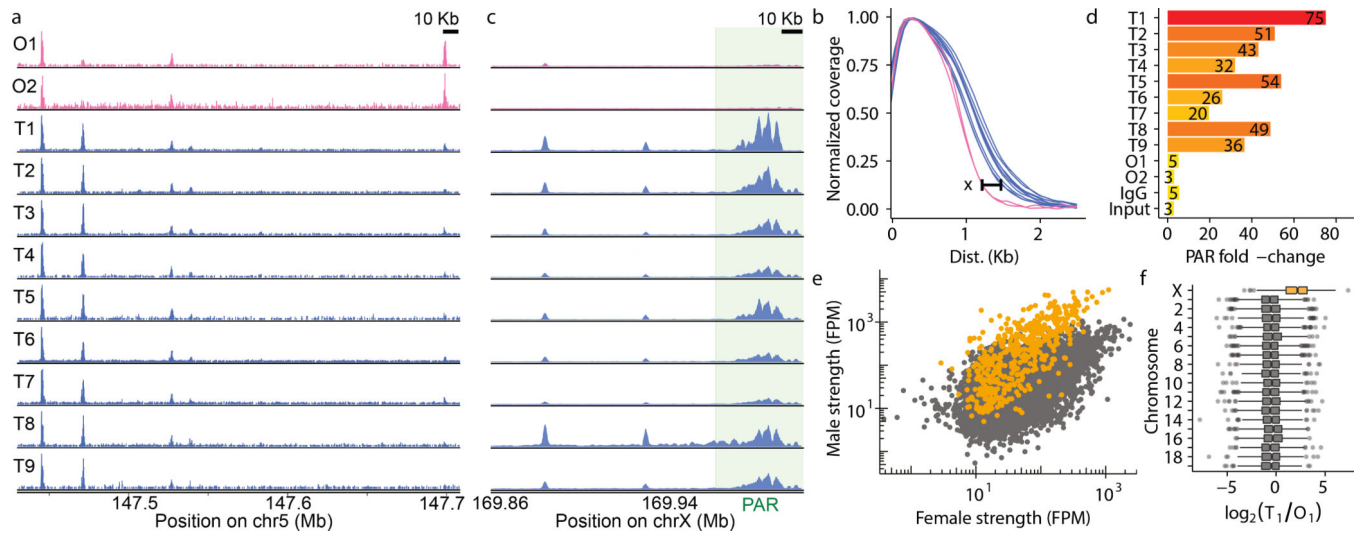 a
10 Kb
O1
O2
T1
T2
T3
T4
T5
T6
T7
T8
T9
147.5 147.6 147.7
Position on chr5 (Mb)
c
10 Kb
169.86 169.94 PAR
Position on chrX (Mb)
b
Normalized coverage
1.00
0.75
0.50
0.25
0.00
x
0 1 2
Dist. (Kb)
d
T1 75
T2 51
T3 43
T4 32
T5 54
T6 26
T7 20
T8 49
T9 36
O1 5
O2 3
IgG 5
Input 3
0 20 40 60 80
PAR fold −change
e
Male strength (FPM)
10³
10¹
10¹ 10³
Female strength (FPM)
f
Chromosome
X
2
4
6
8
10
12
14
16
18
−5 0 5
log₂(T₁/O₁)